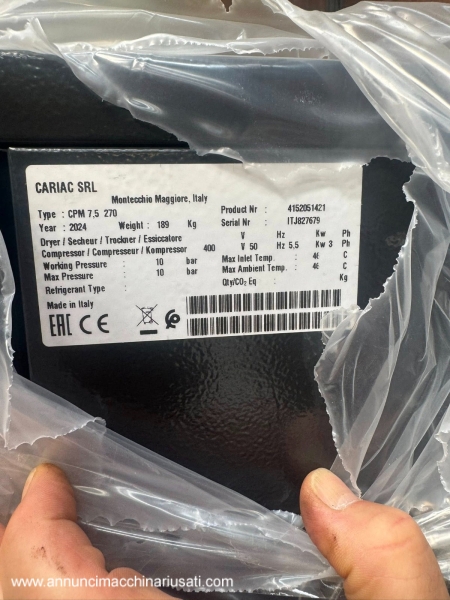 CARIAC SRL
Montecchio Maggiore, Italy
Type : CPM 7,5 270
Product Nr : 4152051421
Year : 2024 Weight : 189 Kg
Serial Nr : ITJ827679
Dryer / Secheur / Trockner / Essiccatore V Hz Kw Ph
Compressor / Compresseur / Kompressor 400 V 50 Hz 5,5 Kw 3 Ph
Working Pressure : 10 bar
Max Inlet Temp : 46 C
Max Pressure : 10 bar
Max Ambient Temp : 46 C
Refrigerant Type :
Qty/CO2 Eq : Kg
Made in Italy
EAC CE
www.annuncimacchinariusati.com